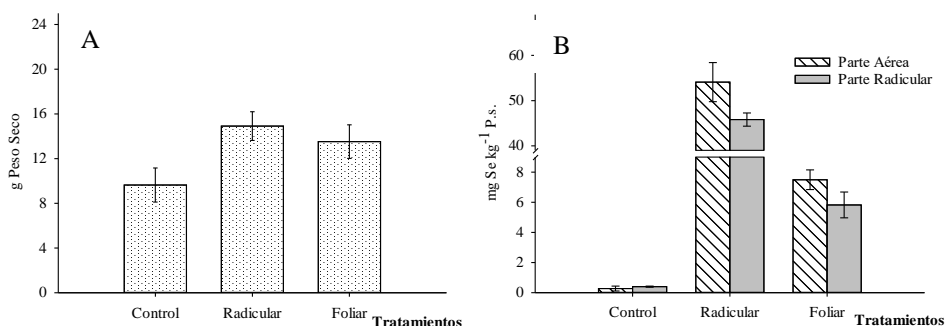 A
24
20
16
12
8
4
0
g Peso Seco
Control Radicular Foliar Tratamientos
B
60
50
40
8
6
4
2
0
mg Se kg-1 P.s.
Parte Aérea
Parte Radicular
Control Radicular Foliar Tratamientos